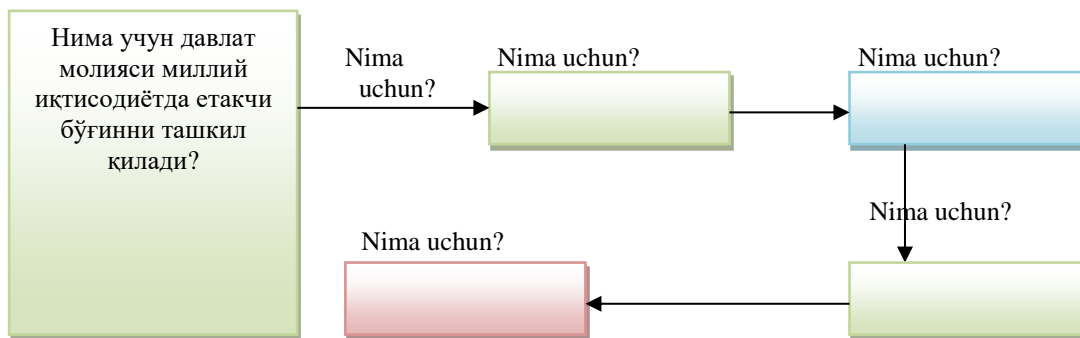 Нима учун давлат
молияси миллий
иқтисодиётда етакчи
бўғинни ташкил
қилади?
Nima
uchun?
Nima uchun?
Nima uchun?
Nima uchun?
Nima uchun?